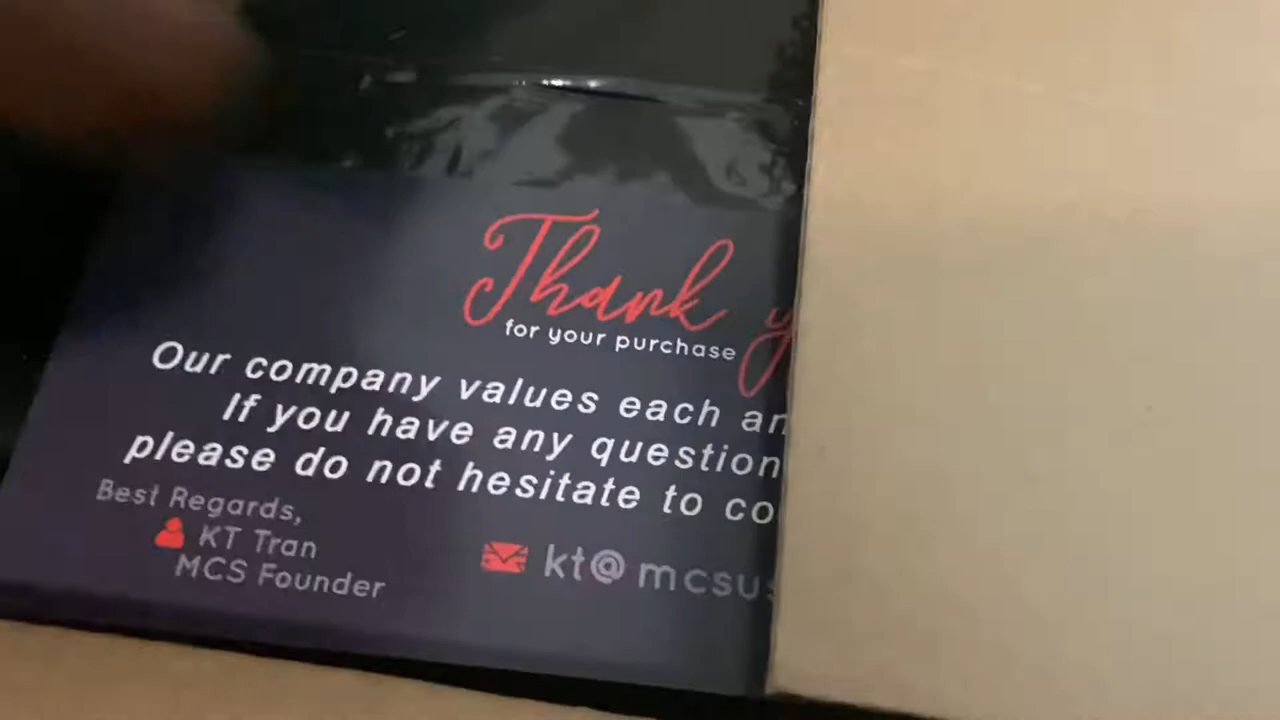 Thank y
for your purchase
Our company values each an
If you have any question
please do not hesitate to co
Best Regards,
KT Tran
MCS Founder
kt@mcsus